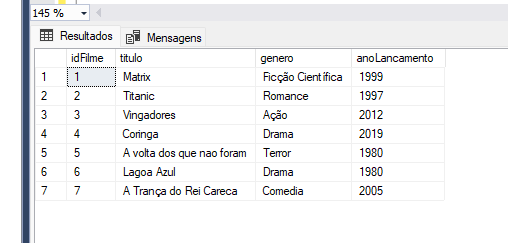 145 %
Resultados Mensagens
idFilme titulo genero anoLancamento
1 1 Matrix Ficção Científica 1999
2 2 Titanic Romance 1997
3 3 Vingadores Ação 2012
4 4 Coringa Drama 2019
5 5 A volta dos que nao foram Terror 1980
6 6 Lagoa Azul Drama 1980
7 7 A Trança do Rei Careca Comedia 2005